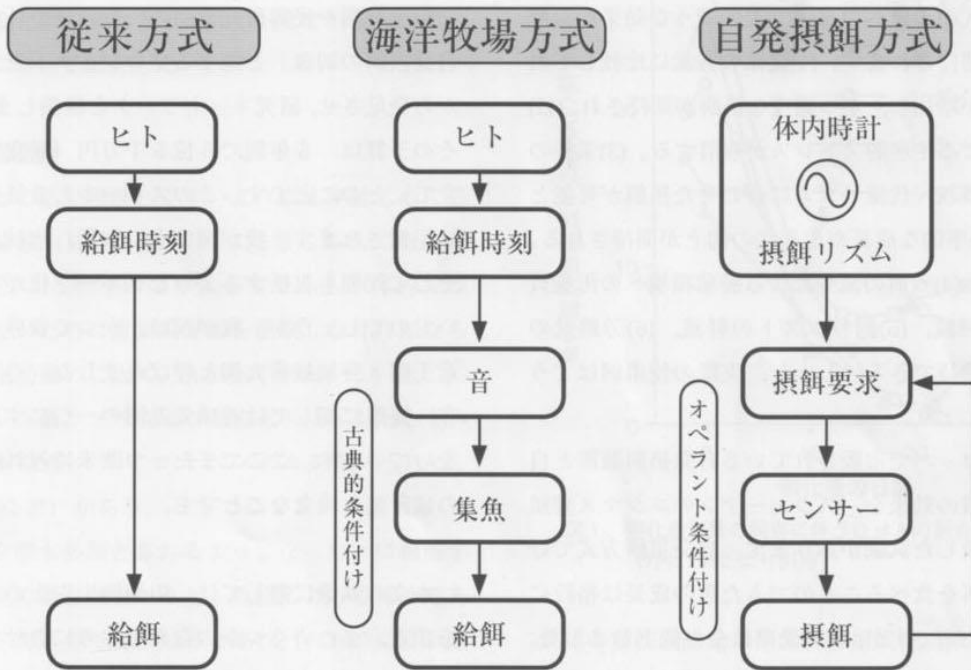 従来方式
ヒト
給餌時刻
給餌
海洋牧場方式
ヒト
給餌時刻
音
集魚
給餌
古典的条件付け
自発摂餌方式
体内時計
摂餌リズム
摂餌要求
センサー
摂餌
オペラント条件付け